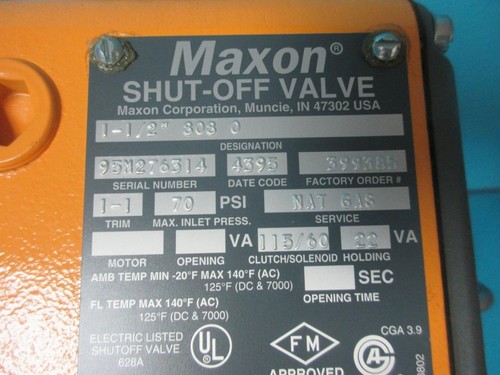 Maxon®
SHUT-OFF VALVE
Maxon Corporation, Muncie, IN 47302 USA
1-1/2" 808 O
DESIGNATION
95M276314 4395
SERIAL NUMBER DATE CODE FACTORY ORDER #
1-1 70 PSI NAT GAS
TRIM MAX. INLET PRESS. SERVICE
VA 115/60 22 VA
MOTOR OPENING CLUTCH/SOLENOID HOLDING
AMB TEMP MIN -20°F MAX 140°F (AC) SEC
125°F (DC & 7000) OPENING TIME
FL TEMP MAX 140°F (AC)
125°F (DC & 7000)
CGA 3.9
ELECTRIC LISTED
SHUTOFF VALVE
628A
UL
FM
APPROVED